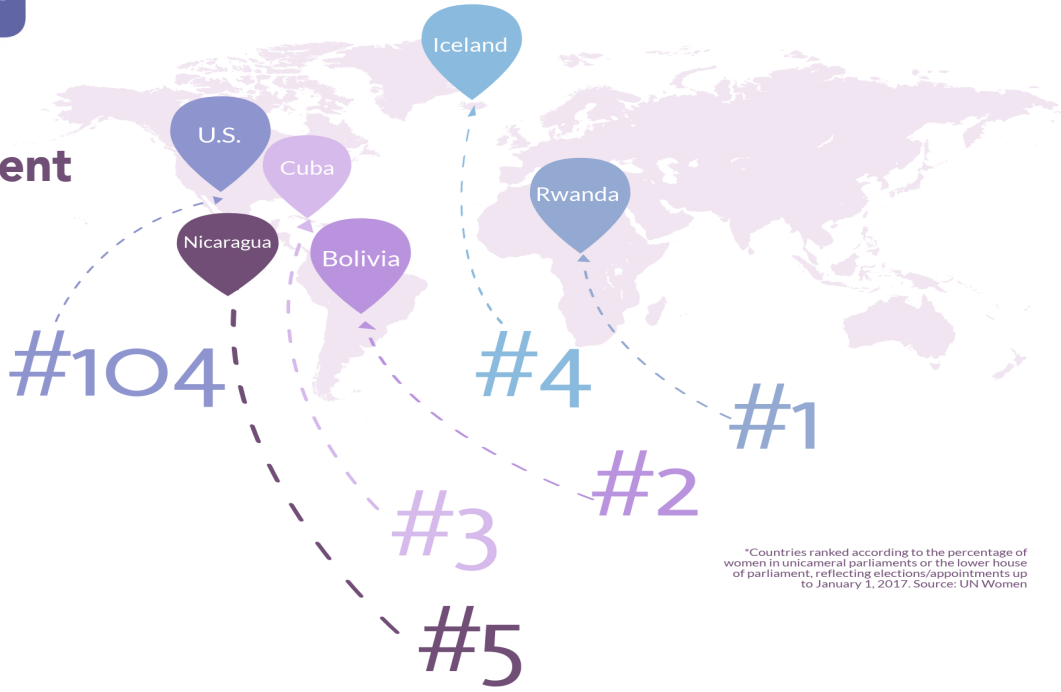 Iceland
U.S.
Cuba
ent
Rwanda
Nicaragua
Bolivia
#104
#4
#1
#2
#3
*Countries ranked according to the percentage of
women in unicameral parliaments or the lower house
of parliament, reflecting elections/appointments up
to January 1, 2017. Source: UN Women
#5